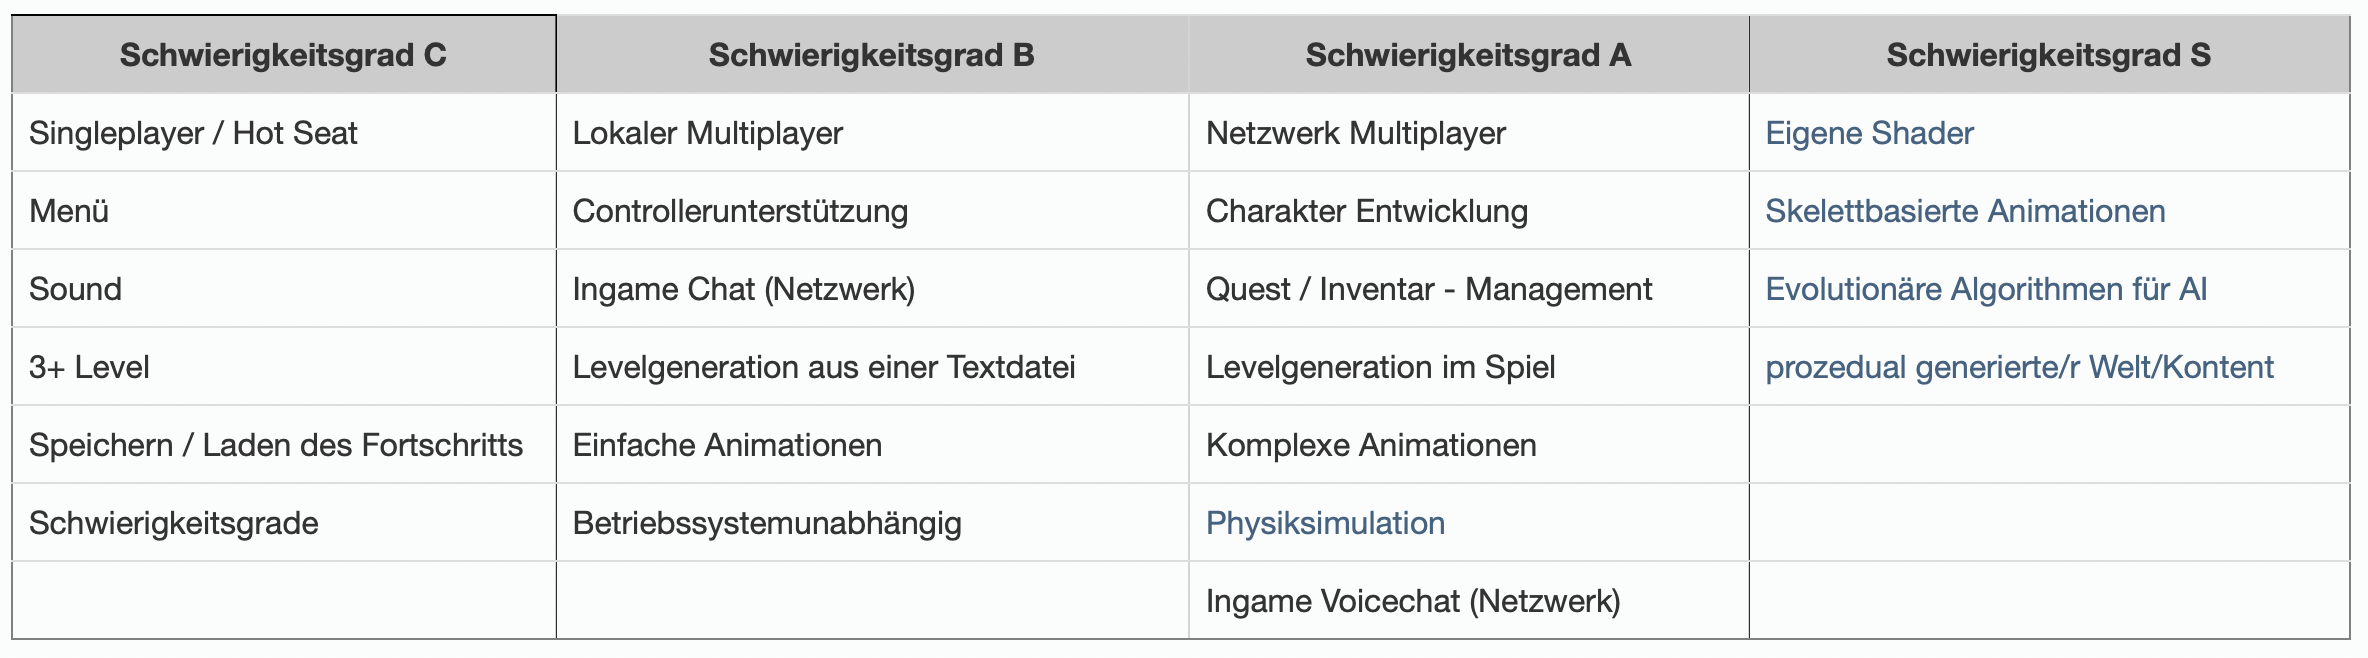 Schwierigkeitsgrad C Schwierigkeitsgrad B Schwierigkeitsgrad A Schwierigkeitsgrad S
Singleplayer / Hot Seat Lokaler Multiplayer Netzwerk Multiplayer Eigene Shader
Menü Controllerunterstützung Charakter Entwicklung Skelettbasierte Animationen
Sound Ingame Chat (Netzwerk) Quest / Inventar - Management Evolutionäre Algorithmen für AI
3+ Level Levelgeneration aus einer Textdatei Levelgeneration im Spiel prozedual generierte/r Welt/Kontent
Speichern / Laden des Fortschritts Einfache Animationen Komplexe Animationen
Schwierigkeitsgrade Betriebssystemunabhängig Physiksimulation
Ingame Voicechat (Netzwerk)